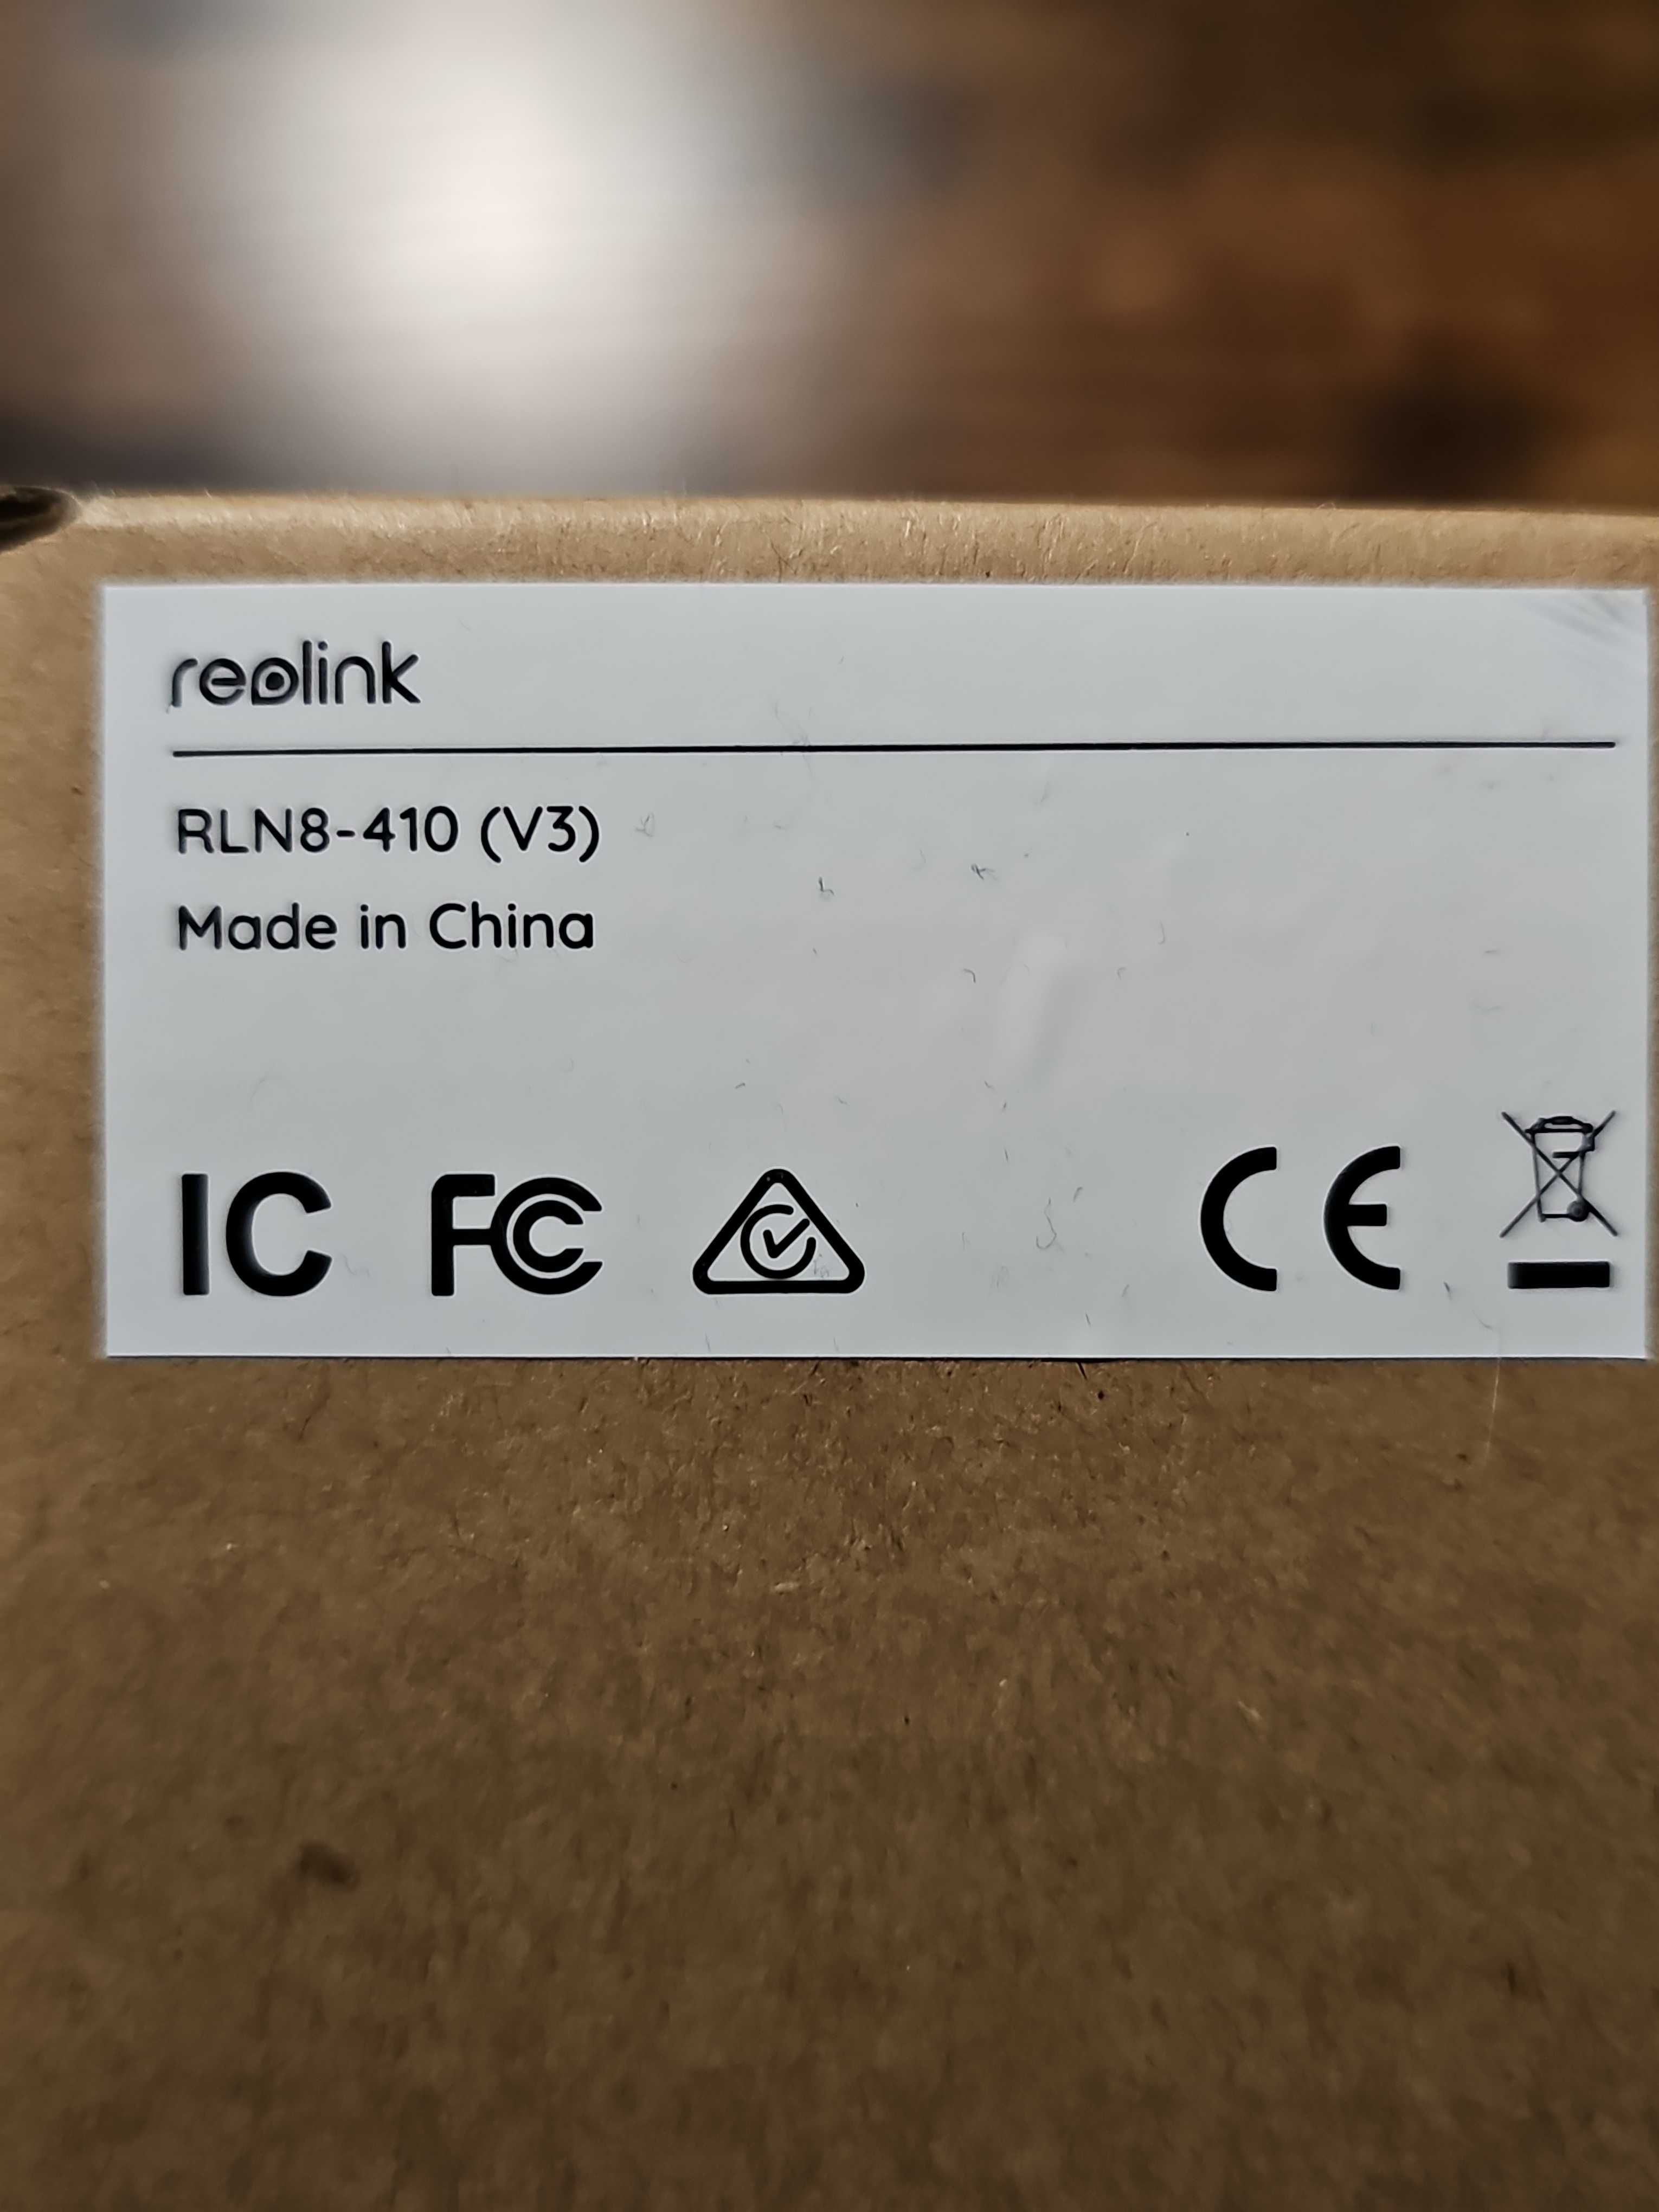 reolink
RLN8-410 (V3)
Made in China
IC FC CE